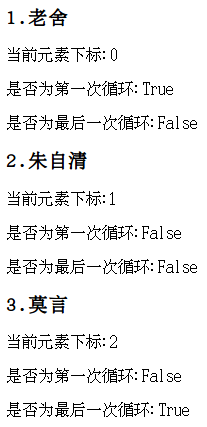 1.老舍
当前元素下标:0
是否为第一次循环:True
是否为最后一次循环:False
2.朱自清
当前元素下标:1
是否为第一次循环:False
是否为最后一次循环:False
3.莫言
当前元素下标:2
是否为第一次循环:False
是否为最后一次循环:True